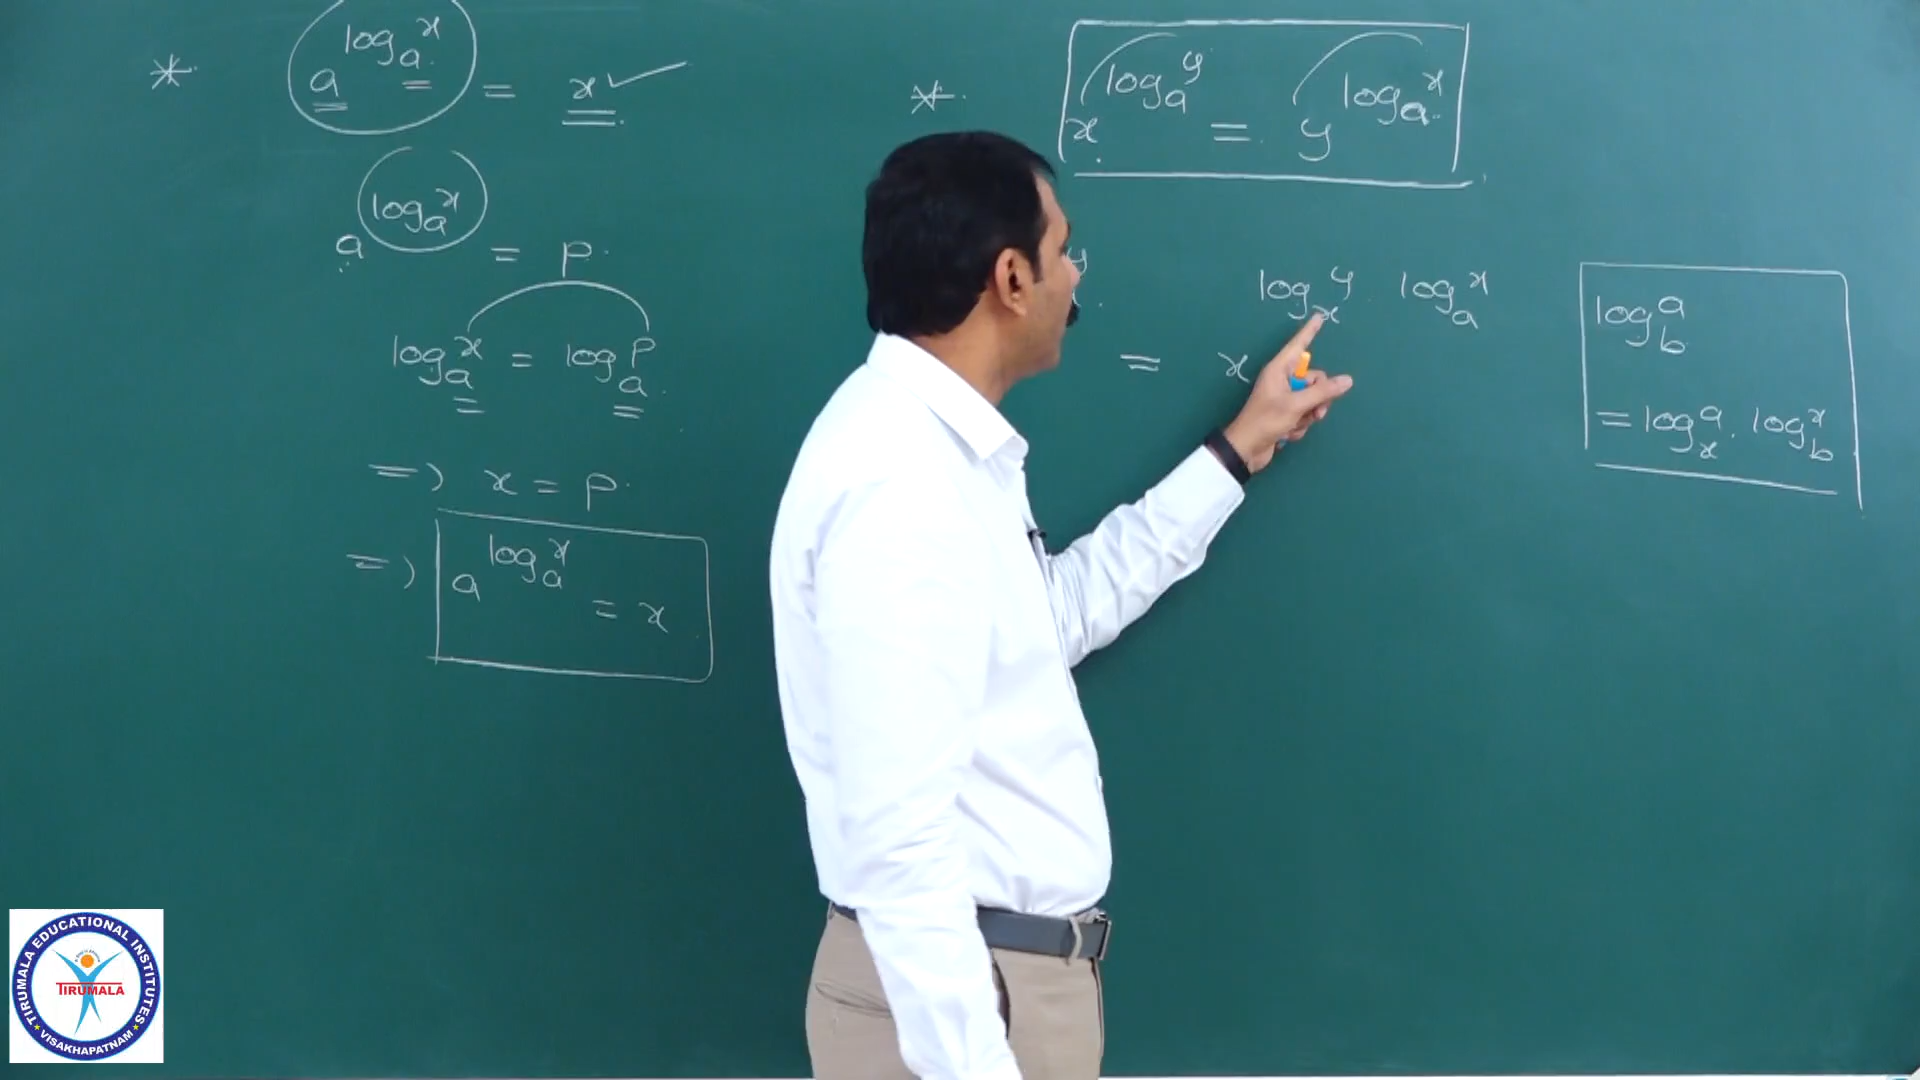 * a^{log_a x} = x ✓
a^{log_a x} = p
log_a x = log_a p
=> x = p
=> a^{log_a x} = x
* x^{log_a y} = y^{log_a x}
y
= x^{log_x y . log_a x}
log_b a
= log_x a . log_b x
TIRUMALA EDUCATIONAL INSTITUTES
TIRUMALA
VISAKHAPATNAM